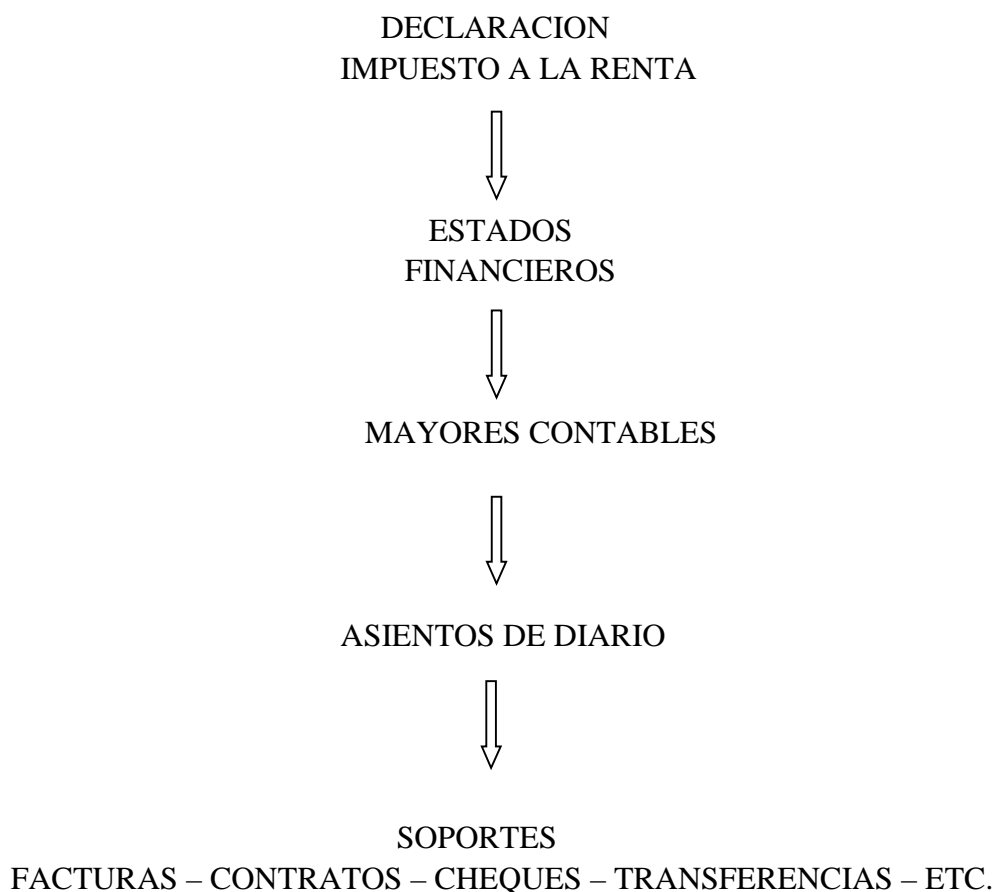 DECLARACION
IMPUESTO A LA RENTA
ESTADOS
FINANCIEROS
MAYORES CONTABLES
ASIENTOS DE DIARIO
SOPORTES
FACTURAS – CONTRATOS – CHEQUES – TRANSFERENCIAS – ETC.